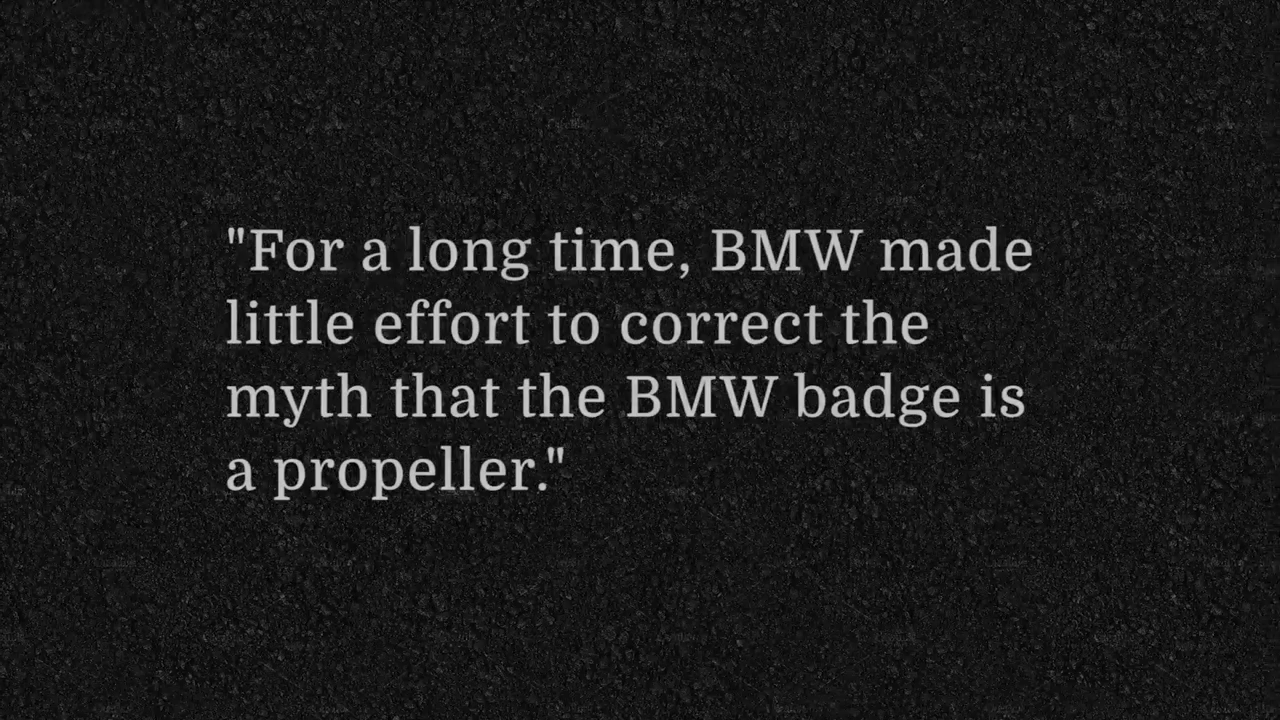 "For a long time, BMW made
little effort to correct the
myth that the BMW badge is
a propeller."